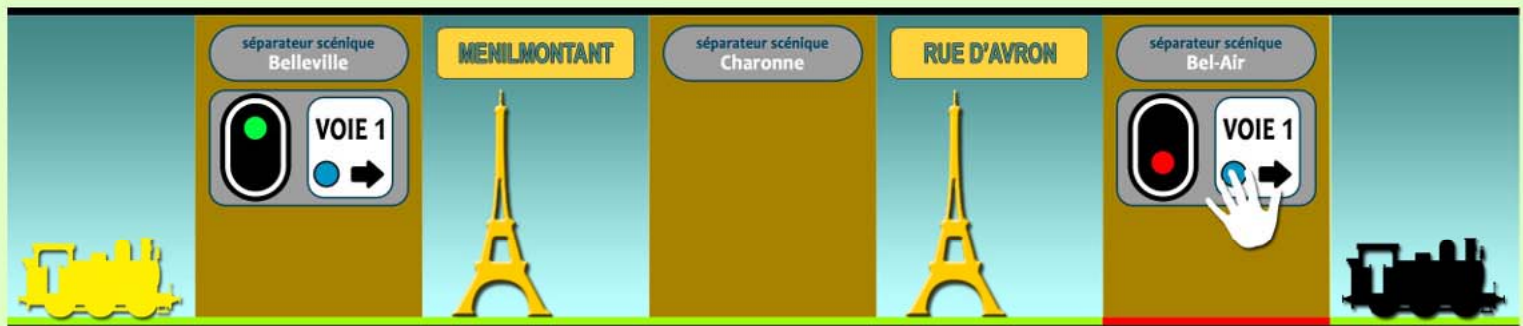 séparateur scénique
Belleville
VOIE 1
MENILMONTANT
séparateur scénique
Charonne
RUE D'AVRON
séparateur scénique
Bel-Air
VOIE 1